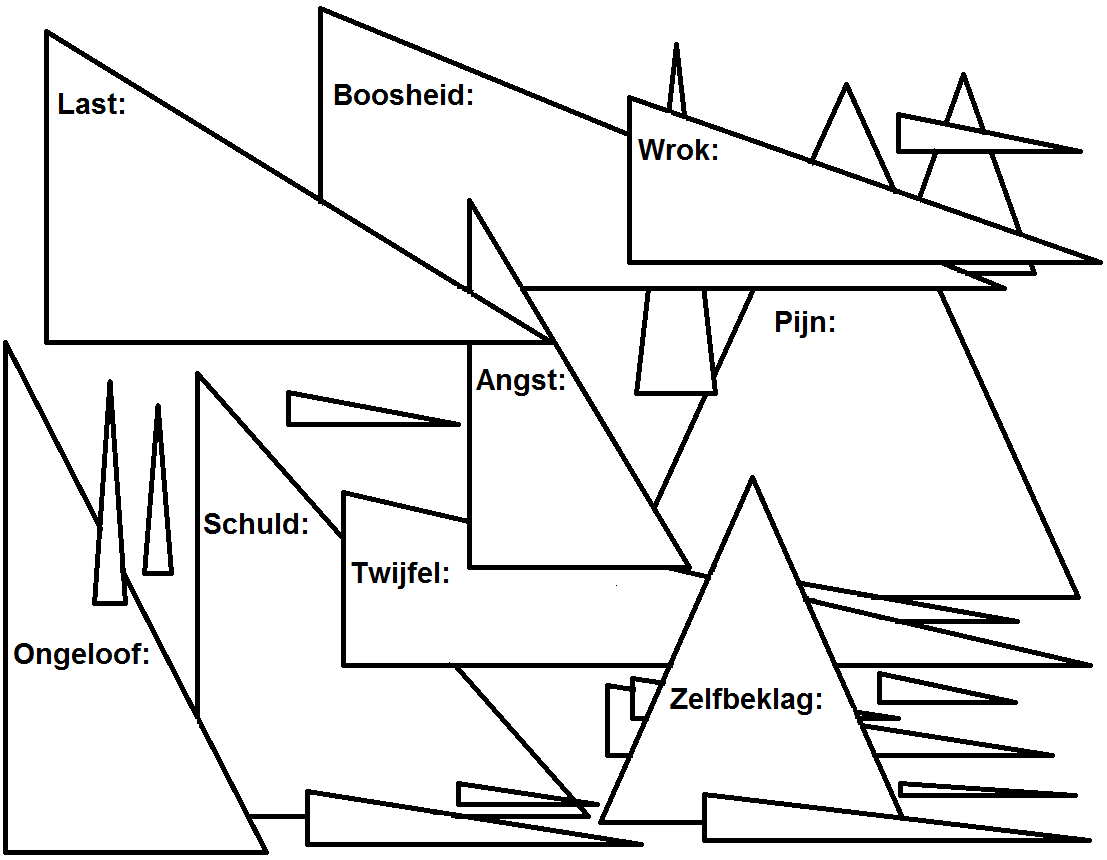 Last:
Boosheid:
Wrok:
Pijn:
Angst:
Schuld:
Twijfel:
Ongeloof:
Zelfbeklag: